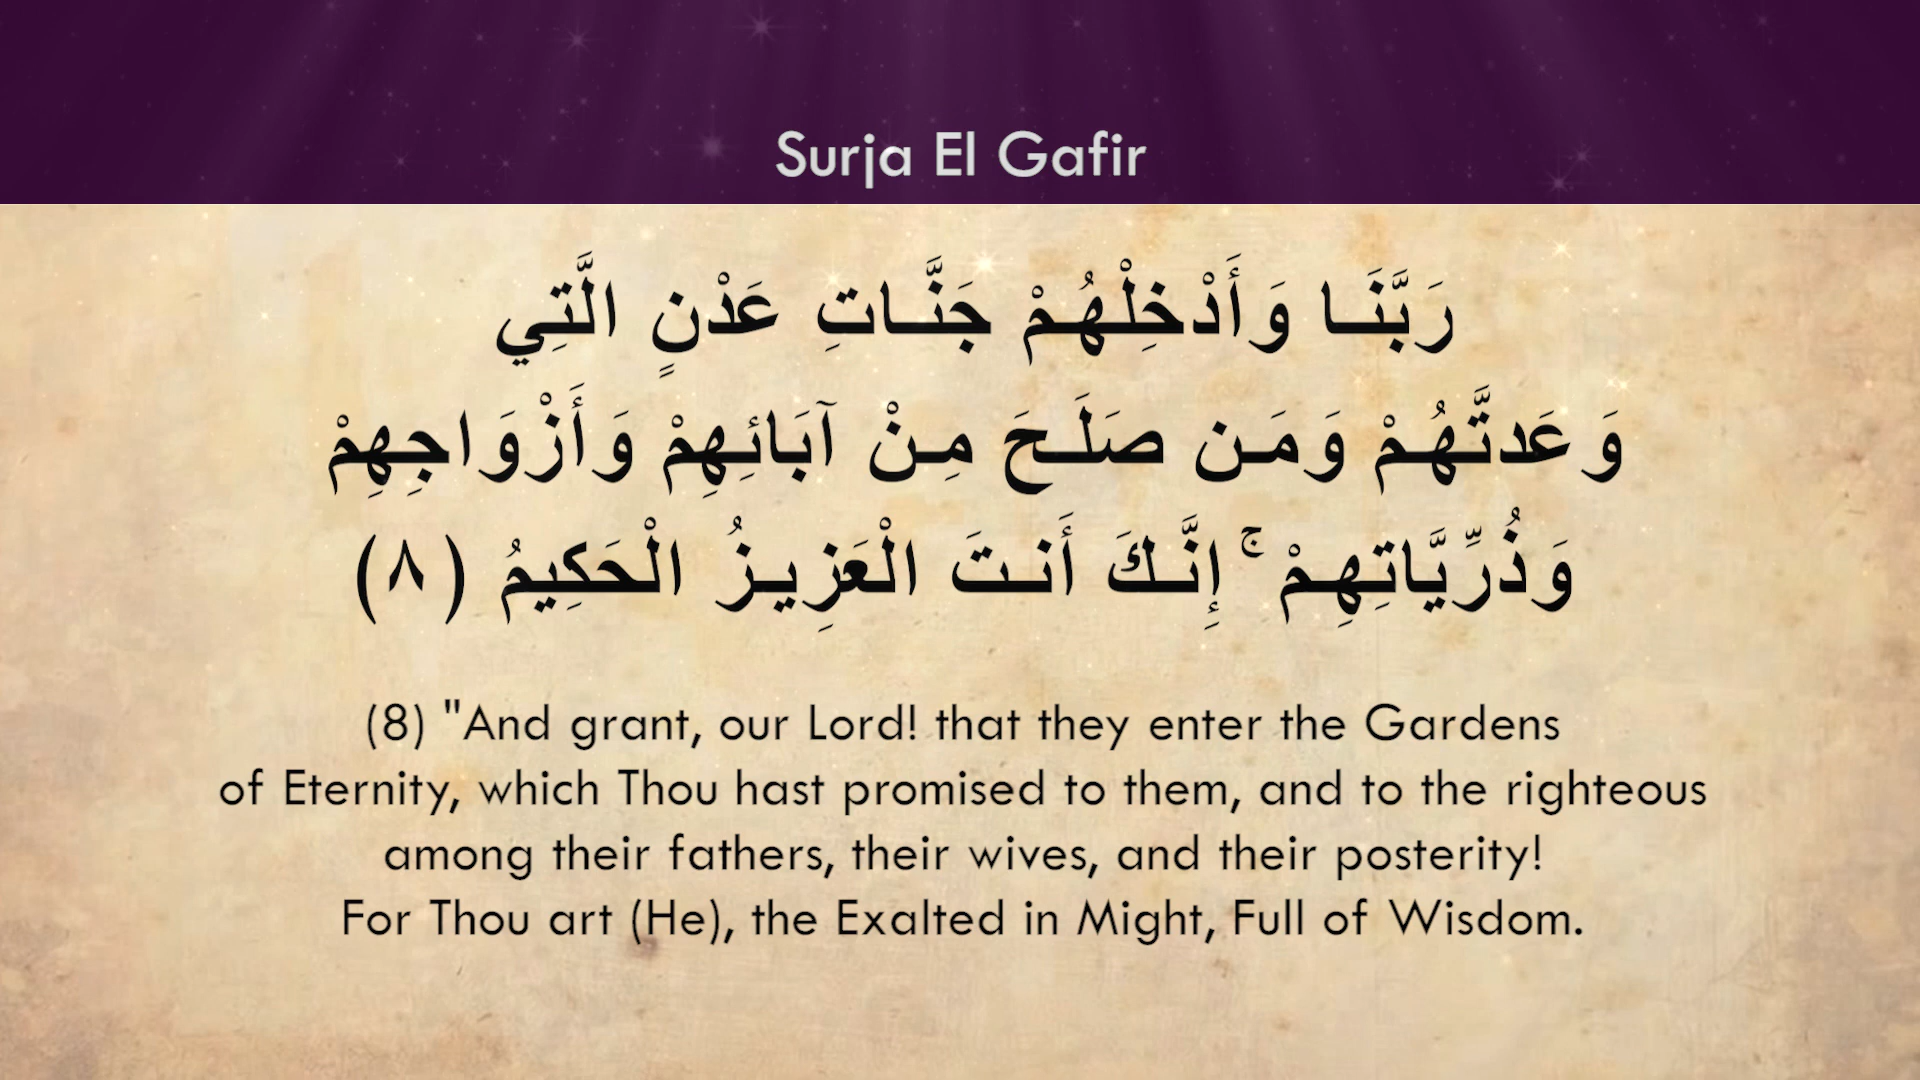 Surja El Gafir
رَبَّنَا وَأَدْخِلْهُمْ جَنَّاتِ عَدْنٍ الَّتِي
وَعَدتَّهُمْ وَمَن صَلَحَ مِنْ آبَائِهِمْ وَأَزْوَاجِهِمْ
وَذُرِّيَّاتِهِمْ ۚ إِنَّكَ أَنتَ الْعَزِيزُ الْحَكِيمُ (٨)
(8) "And grant, our Lord! that they enter the Gardens
of Eternity, which Thou hast promised to them, and to the righteous
among their fathers, their wives, and their posterity!
For Thou art (He), the Exalted in Might, Full of Wisdom.